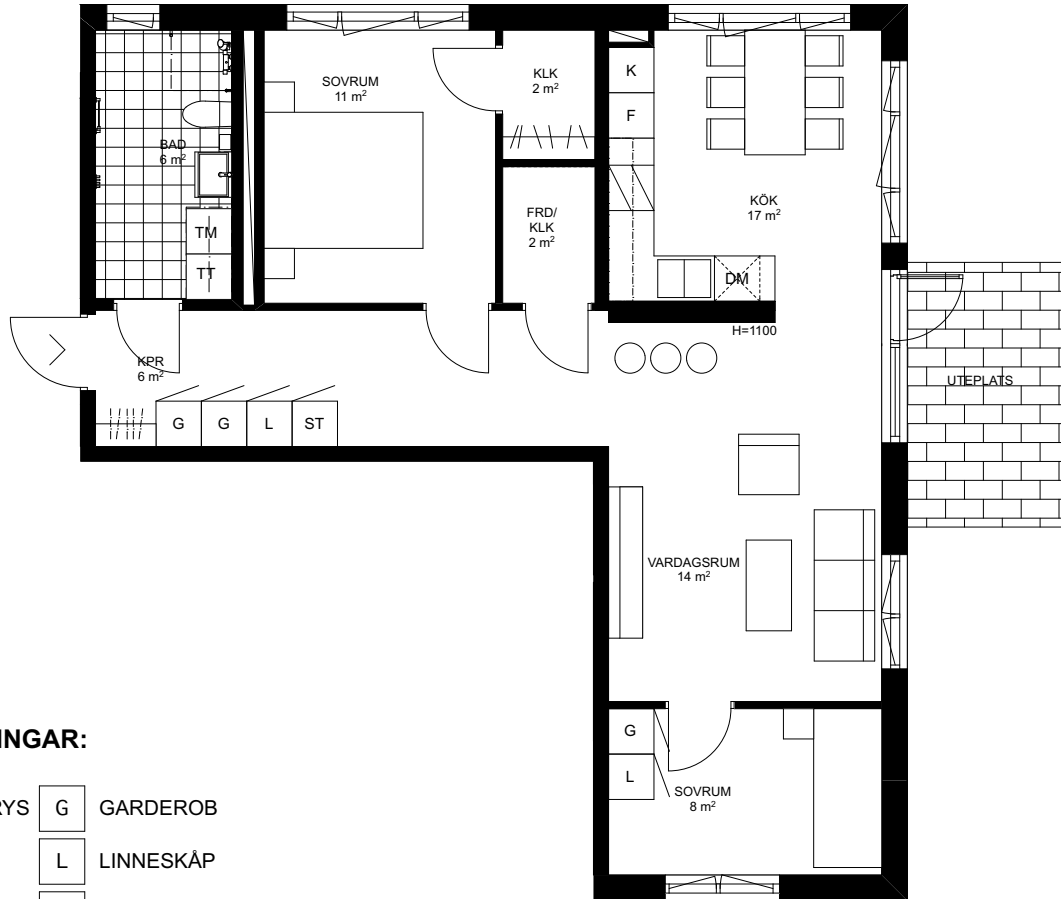 SOVRUM
11 m²
KLK
2 m²
K
F
BAD
6 m²
TM
TT
FRD/
KLK
2 m²
KÖK
17 m²
DM
H=1100
KPR
6 m²
G
G
L
ST
UTEPLATS
VARDAGSRUM
14 m²
G
L
SOVRUM
8 m²
INGAR:
RYS
G
GARDEROB
L
LINNESKÅP